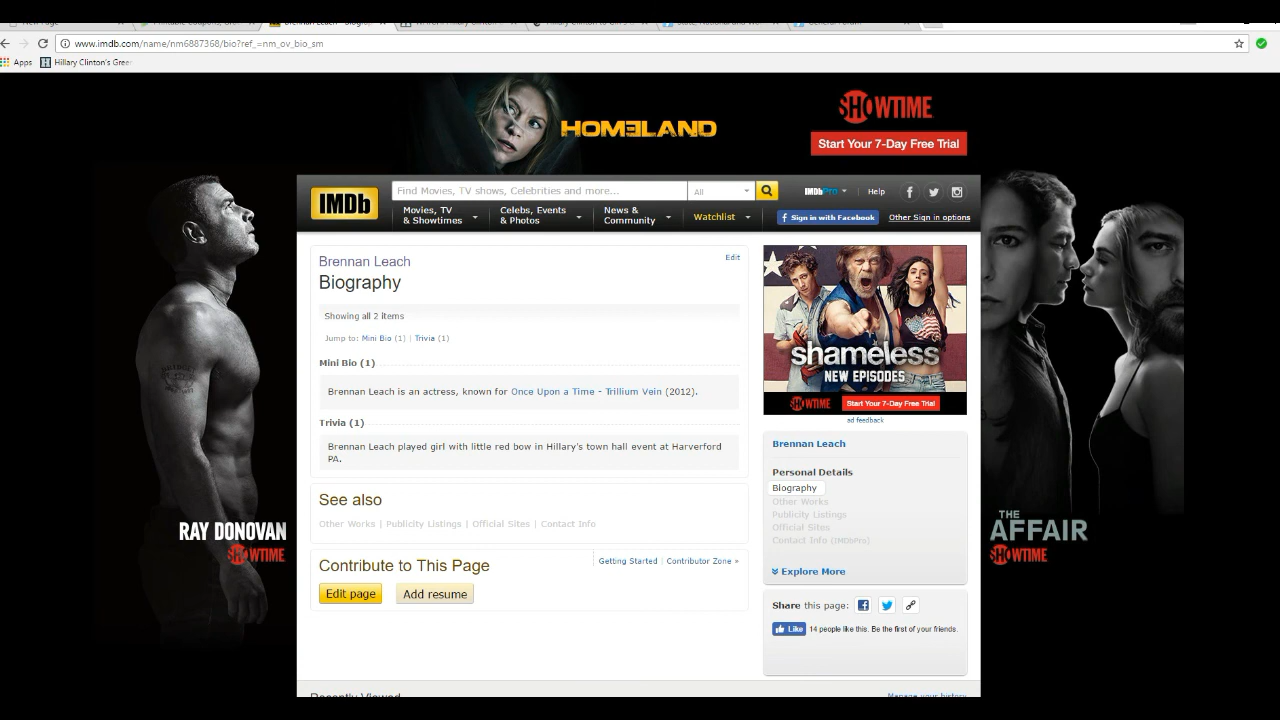 www.imdb.com/name/nm6887368/bio?ref_=nm_ov_bio_sm
Apps Hillary Clinton's Gree
HOMELAND
SHOWTIME
Start Your 7-Day Free Trial
IMDb
Find Movies, TV shows, Celebrities and more...
All
IMDbPro
Help
Movies, TV
& Showtimes
Celebs, Events
& Photos
News &
Community
Watchlist
Sign in with Facebook
Other Sign in options
Brennan Leach
Edit
Biography
Showing all 2 items
Jump to: Mini Bio (1) | Trivia (1)
Mini Bio (1)
Brennan Leach is an actress, known for Once Upon a Time - Trillium Vein (2012).
Trivia (1)
Brennan Leach played girl with little red bow in Hillary's town hall event at Harverford
PA.
See also
Other Works | Publicity Listings | Official Sites | Contact Info
Contribute to This Page
Getting Started | Contributor Zone »
Edit page
Add resume
shameless
NEW EPISODES
SHOWTIME
Start Your 7-Day Free Trial
ad feedback
Brennan Leach
Personal Details
Biography
Other Works
Publicity Listings
Official Sites
Contact Info (IMDbPro)
Explore More
Share this page:
Like
14 people like this. Be the first of your friends.
RAY DONOVAN
SHOWTIME
THE
AFFAIR
SHOWTIME
Recently Viewed
Manage your history